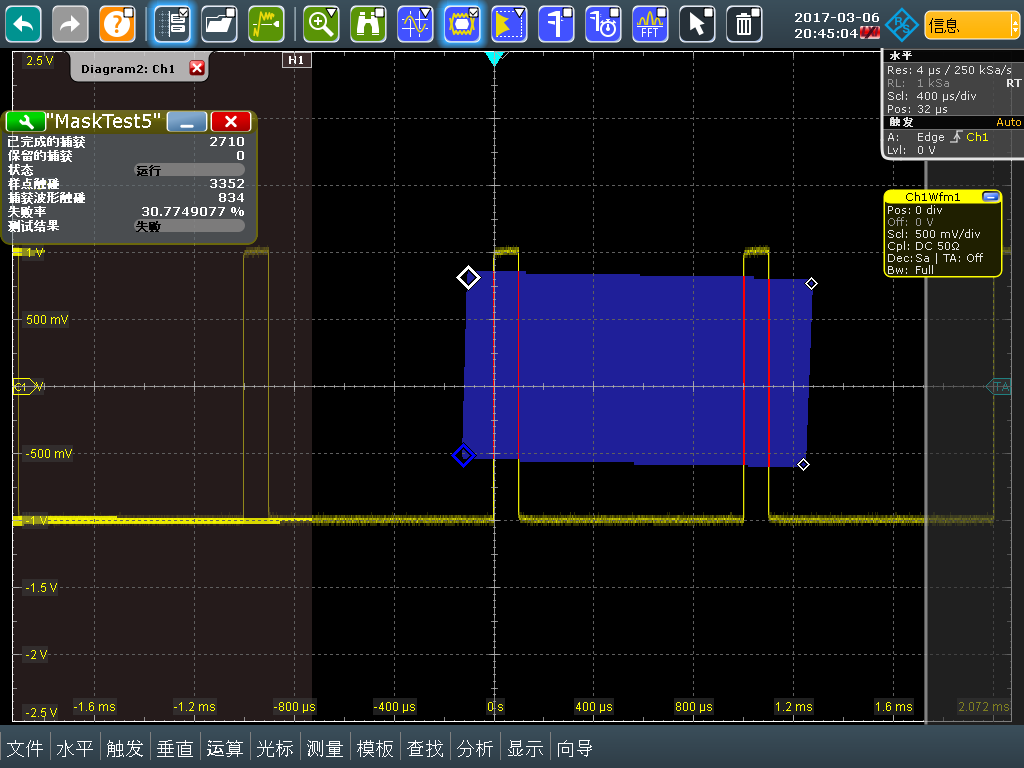 2017-03-06
20:45:04
信息
FFT
2.5 V
Diagram2: Ch1
H1
水平
Res: 4 µs / 250 kSa/s
RL: 1 kSa
RT
Scl: 400 µs/div
Pos: 32 µs
触发
Auto
A: Edge Ch1
Lvl: 0 V
"MaskTest5"
已完成的捕获 2710
保留的捕获 0
状态 运行
样点触碰 3352
捕获波形触碰 834
失败率 30.7749077 %
测试结果 失败
Ch1Wfm1
Pos: 0 div
Off: 0 V
Scl: 500 mV/div
Cpl: DC 50Ω
Dec: Sa | TA: Off
Bw: Full
1 V
500 mV
C1
V
TA
-500 mV
-1 V
-1.5 V
-2 V
-2.5 V
-1.6 ms
-1.2 ms
-800 µs
-400 µs
0 s
400 µs
800 µs
1.2 ms
1.6 ms
2.072 ms
文件
水平
触发
垂直
运算
光标
测量
模板
查找
分析
显示
向导